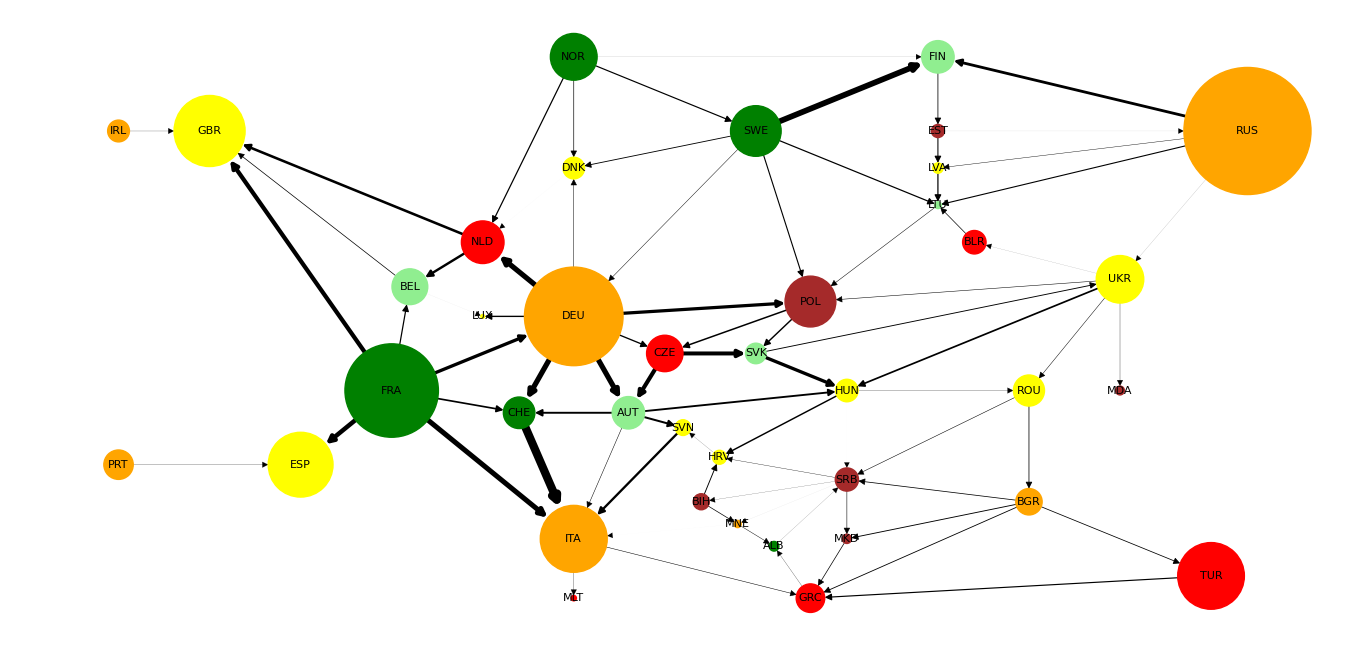 NOR
FIN
IRL
GBR
SWE
EST
RUS
DNK
LVA
LTU
NLD
BLR
BEL
UKR
LUX
DEU
POL
CZE
SVK
FRA
HUN
ROU
MDA
CHE
AUT
SVN
HRV
PRT
ESP
SRB
BIH
BGR
MNE
ITA
ALB
MKD
TUR
MLT
GRC